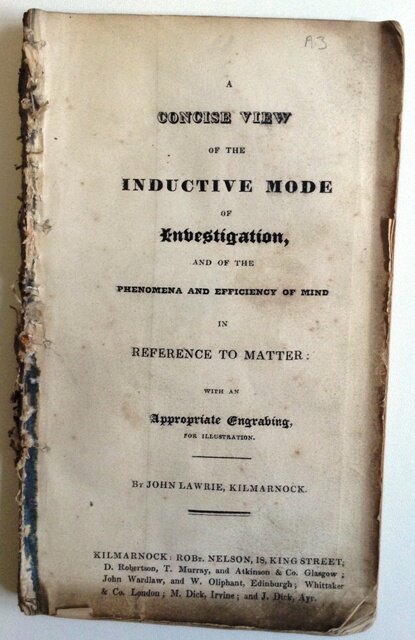 A.3
A
CONCISE VIEW
OF THE
INDUCTIVE MODE
OF
Investigation,
AND OF THE
PHENOMENA AND EFFICIENCY OF MIND
IN
REFERENCE TO MATTER:
WITH AN
Appropriate Engraving,
FOR ILLUSTRATION.
BY JOHN LAWRIE, KILMARNOCK.
KILMARNOCK: ROBT. NELSON, 18, KING STREET,
D. Robertson, T. Murray, and Atkinson & Co. Glasgow;
John Wardlaw, and W. Oliphant, Edinburgh; Whittaker
& Co. London; M. Dick, Irvine; and J. Dick, Ayr.